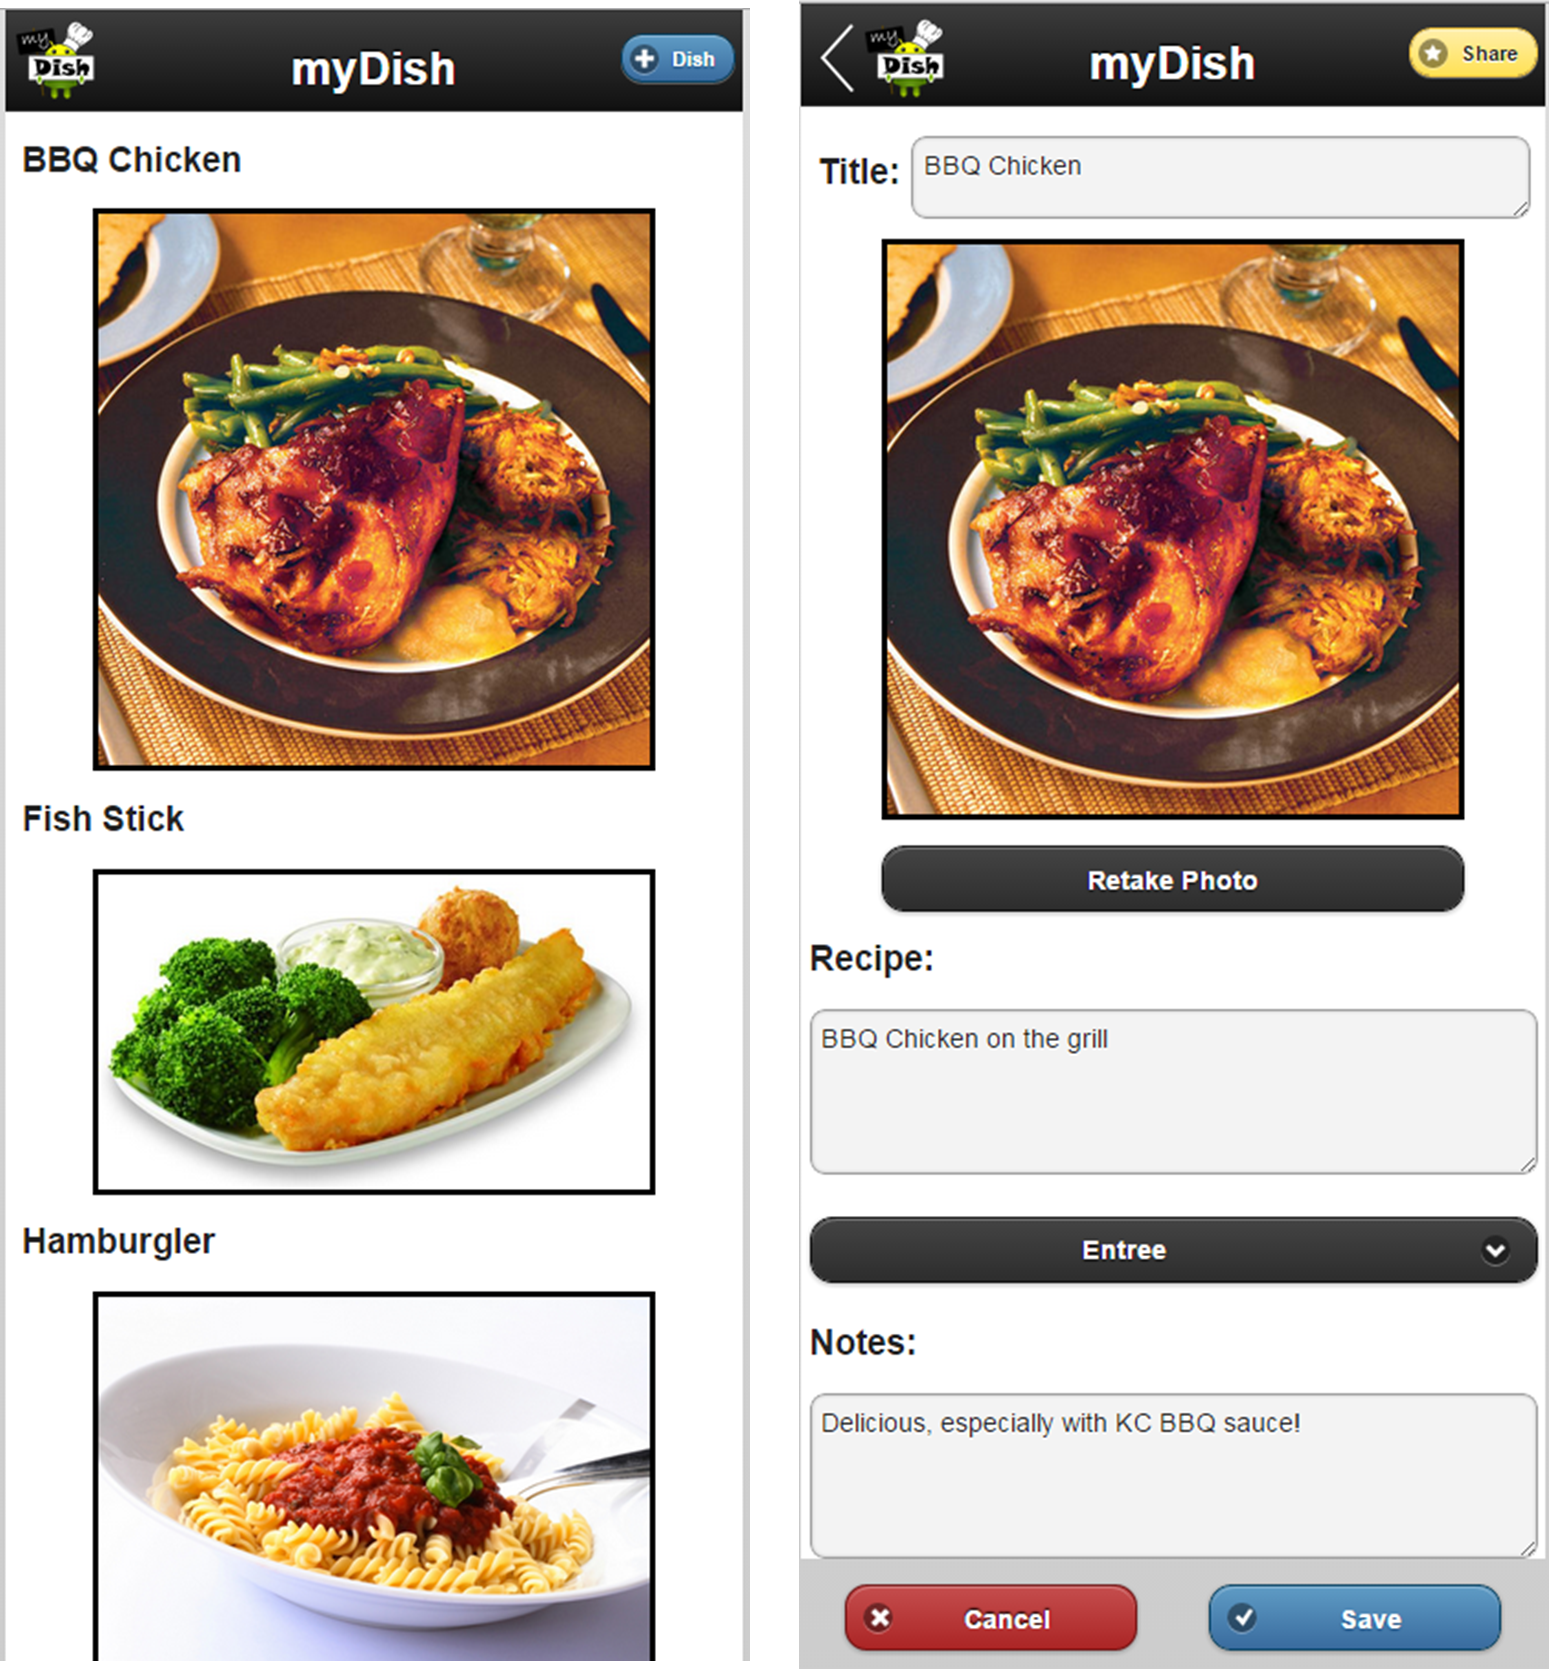 my
Dish
myDish
Dish
BBQ Chicken
Fish Stick
Hamburgler
my
Dish
myDish
Share
Title:
BBQ Chicken
Retake Photo
Recipe:
BBQ Chicken on the grill
Entree
Notes:
Delicious, especially with KC BBQ sauce!
Cancel
Save